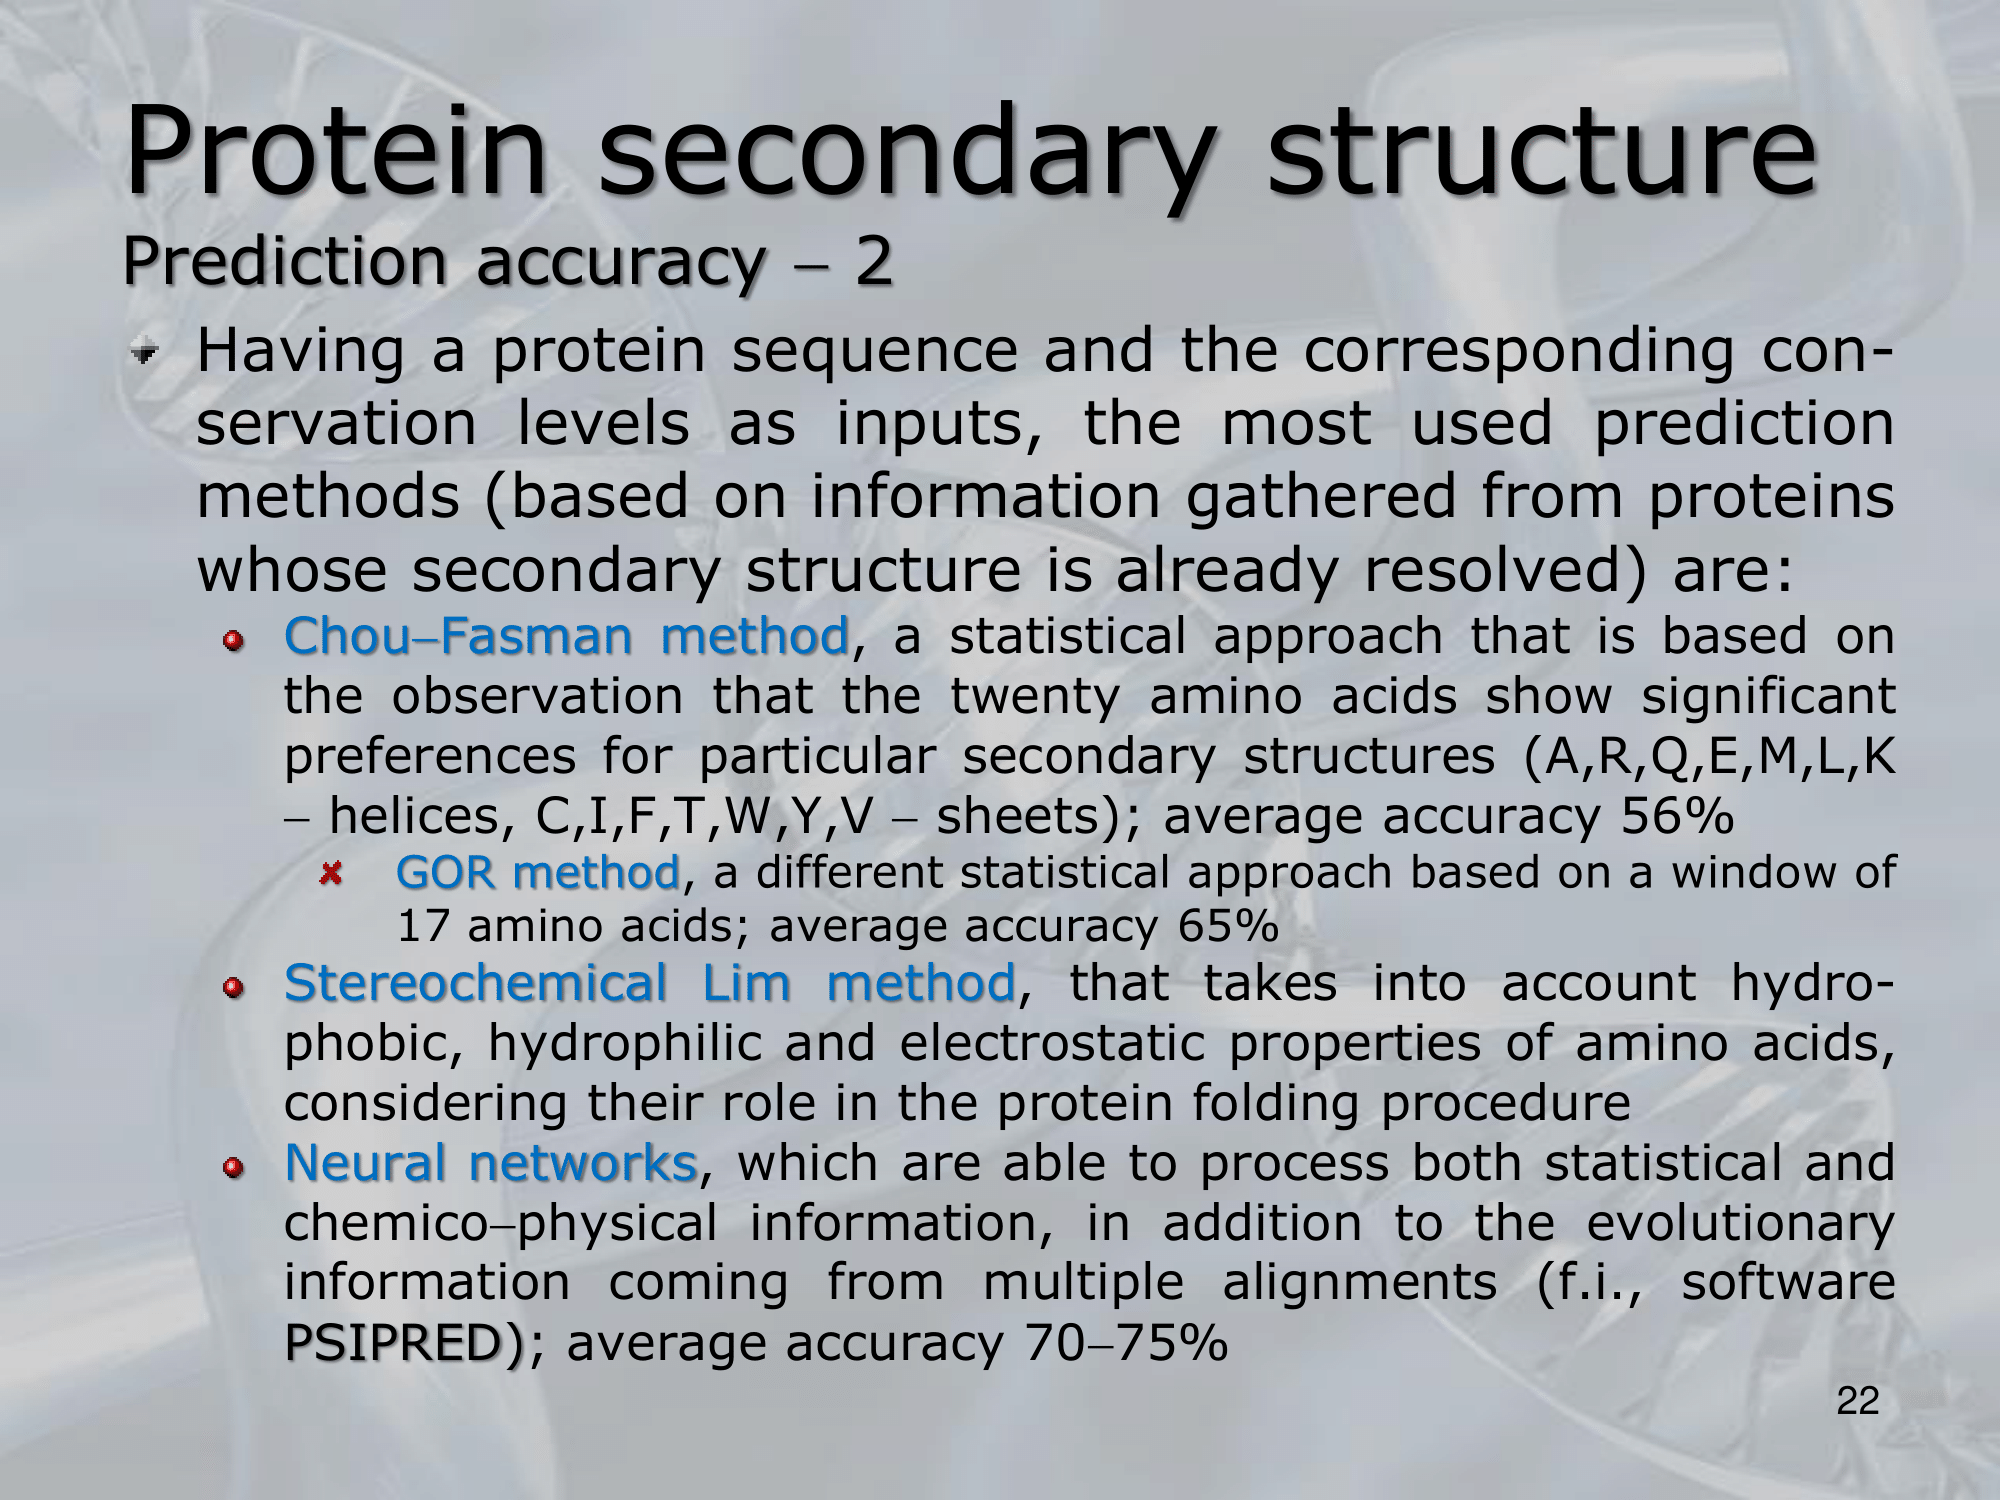 Protein secondary structure
Prediction accuracy – 2
Having a protein sequence and the corresponding con-
servation levels as inputs, the most used prediction
methods (based on information gathered from proteins
whose secondary structure is already resolved) are:
Chou–Fasman method, a statistical approach that is based on
the observation that the twenty amino acids show significant
preferences for particular secondary structures (A,R,Q,E,M,L,K
– helices, C,I,F,T,W,Y,V – sheets); average accuracy 56%
GOR method, a different statistical approach based on a window of
17 amino acids; average accuracy 65%
Stereochemical Lim method, that takes into account hydro-
phobic, hydrophilic and electrostatic properties of amino acids,
considering their role in the protein folding procedure
Neural networks, which are able to process both statistical and
chemico–physical information, in addition to the evolutionary
information coming from multiple alignments (f.i., software
PSIPRED); average accuracy 70–75%
22